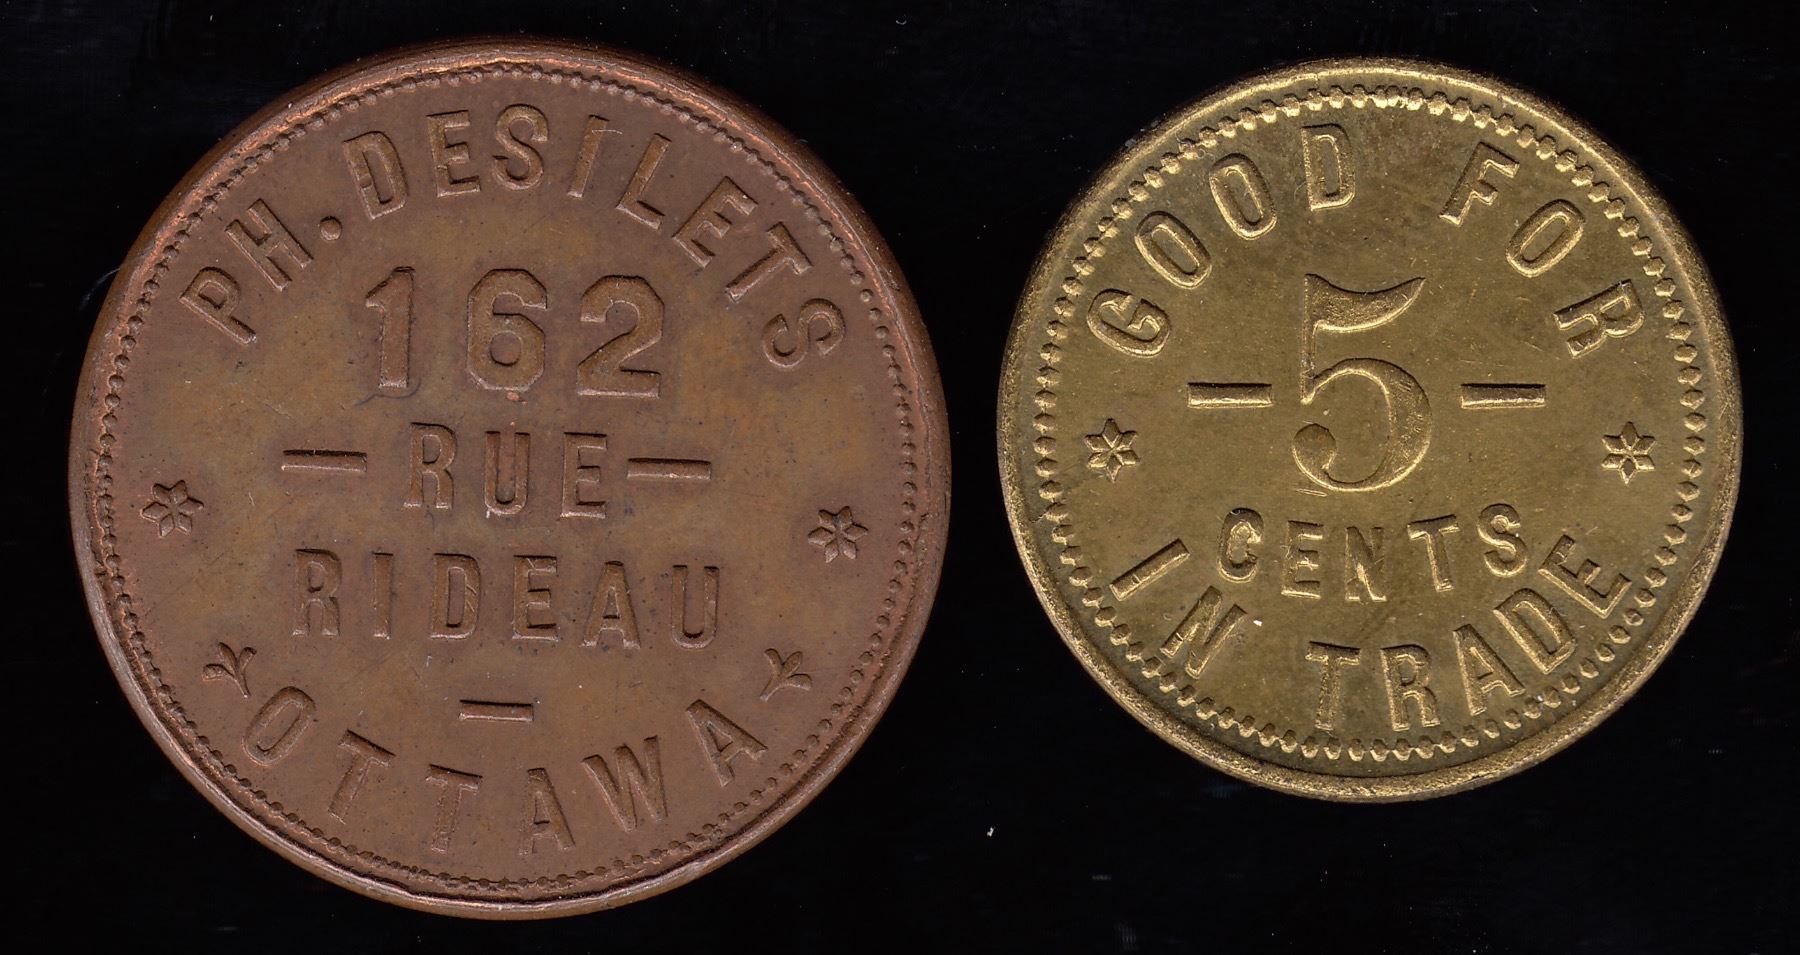 PH. DESILETS
162
— RUE —
RIDEAU
—
OTTAWA
GOOD FOR
— 5 —
CENTS
IN TRADE